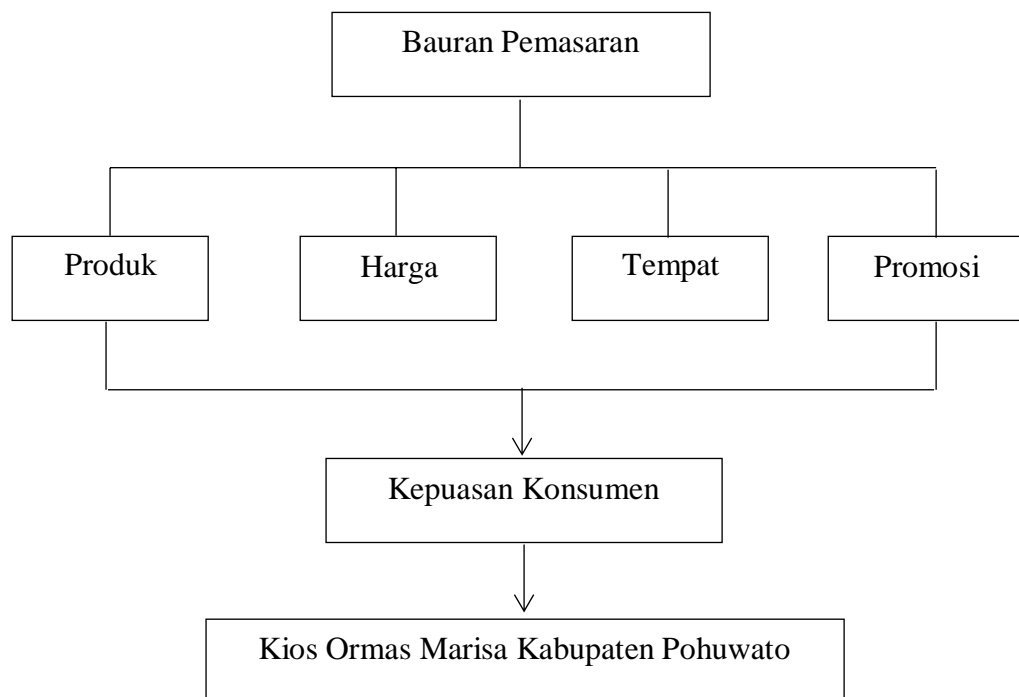 Bauran Pemasaran
Produk
Harga
Tempat
Promosi
Kepuasan Konsumen
Kios Ormas Marisa Kabupaten Pohuwato